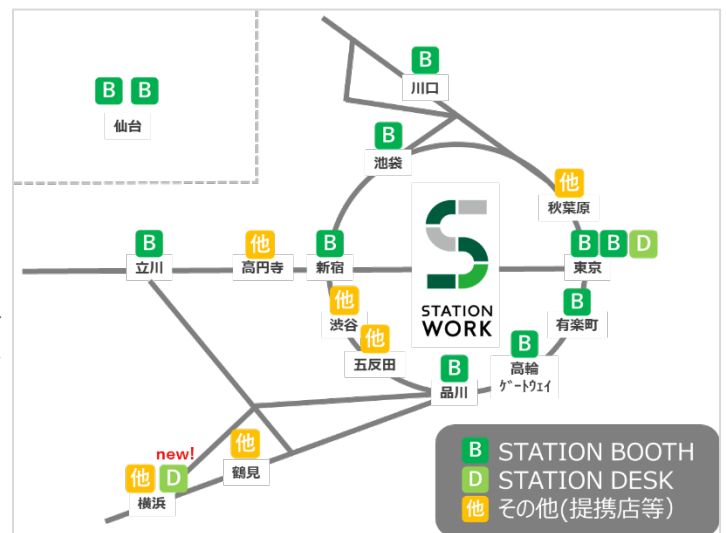 B
川口
B B
仙台
B
池袋
他
秋葉原
B
立川
他
高円寺
B
新宿
B B D
東京
STATION
WORK
他
渋谷
B
有楽町
他
五反田
B
高輪
ゲートウェイ
B
品川
他
鶴見
new!
他 D
横浜
B STATION BOOTH
D STATION DESK
他 その他(提携店等)